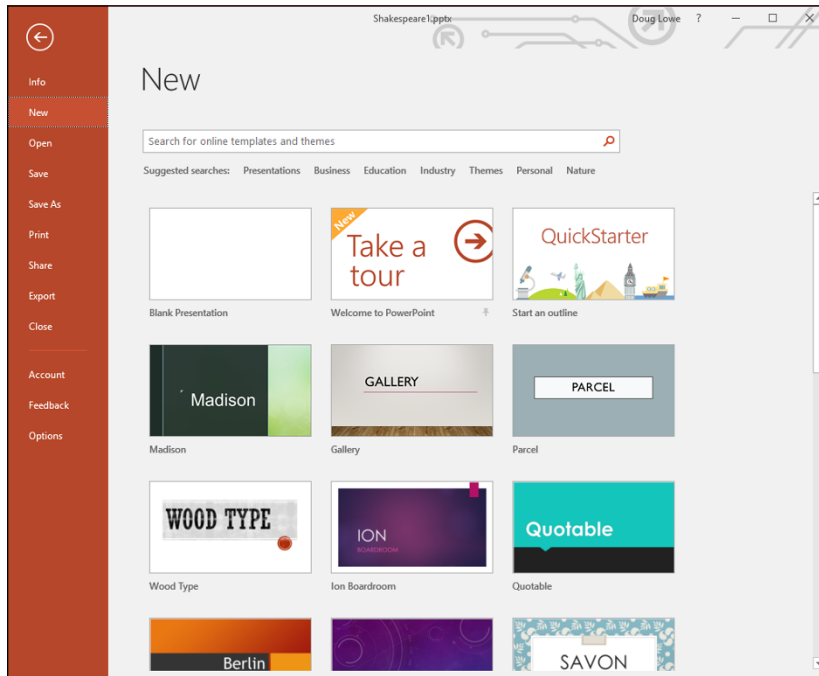 Shakespeare1.pptx
Doug Lowe
?
Info
New
Open
Save
Save As
Print
Share
Export
Close
Account
Feedback
Options
New
Search for online templates and themes
Suggested searches: Presentations Business Education Industry Themes Personal Nature
Blank Presentation
New
Take a
tour
Welcome to PowerPoint
QuickStarter
Start an outline
Madison
Madison
GALLERY
Gallery
PARCEL
Parcel
WOOD TYPE
Wood Type
ION
BOARDROOM
Ion Boardroom
Quotable
Quotable
Berlin
SAVON